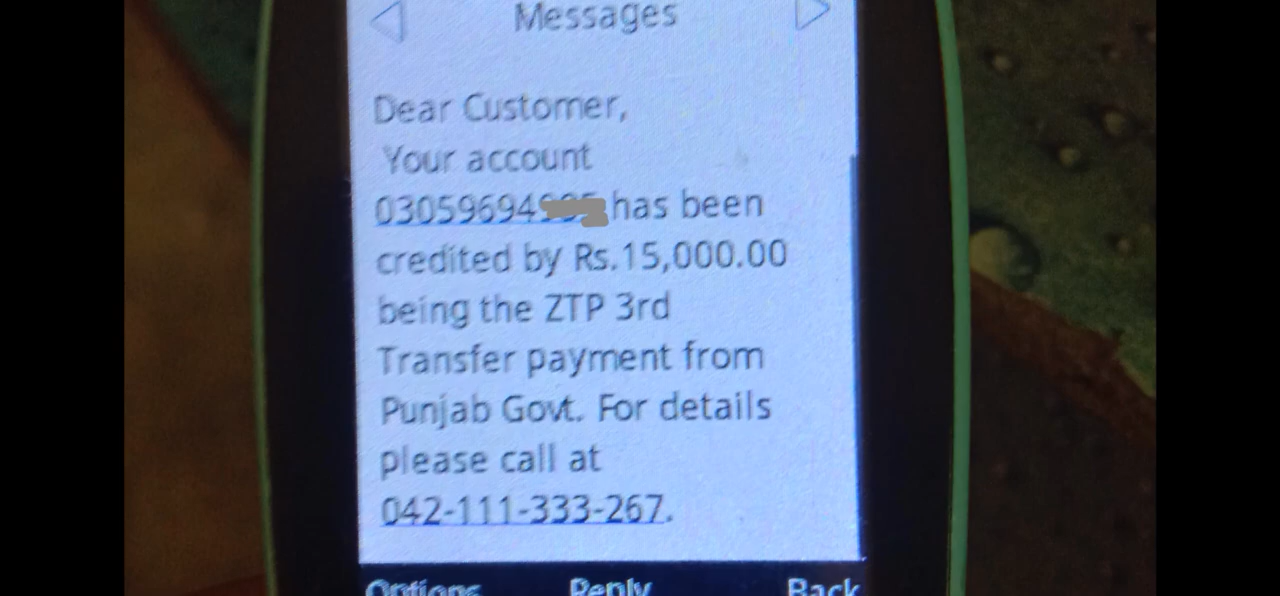 Messages
Dear Customer,
Your account
03059694 has been
credited by Rs.15,000.00
being the ZTP 3rd
Transfer payment from
Punjab Govt. For details
please call at
042-111-333-267.
Options Reply Back